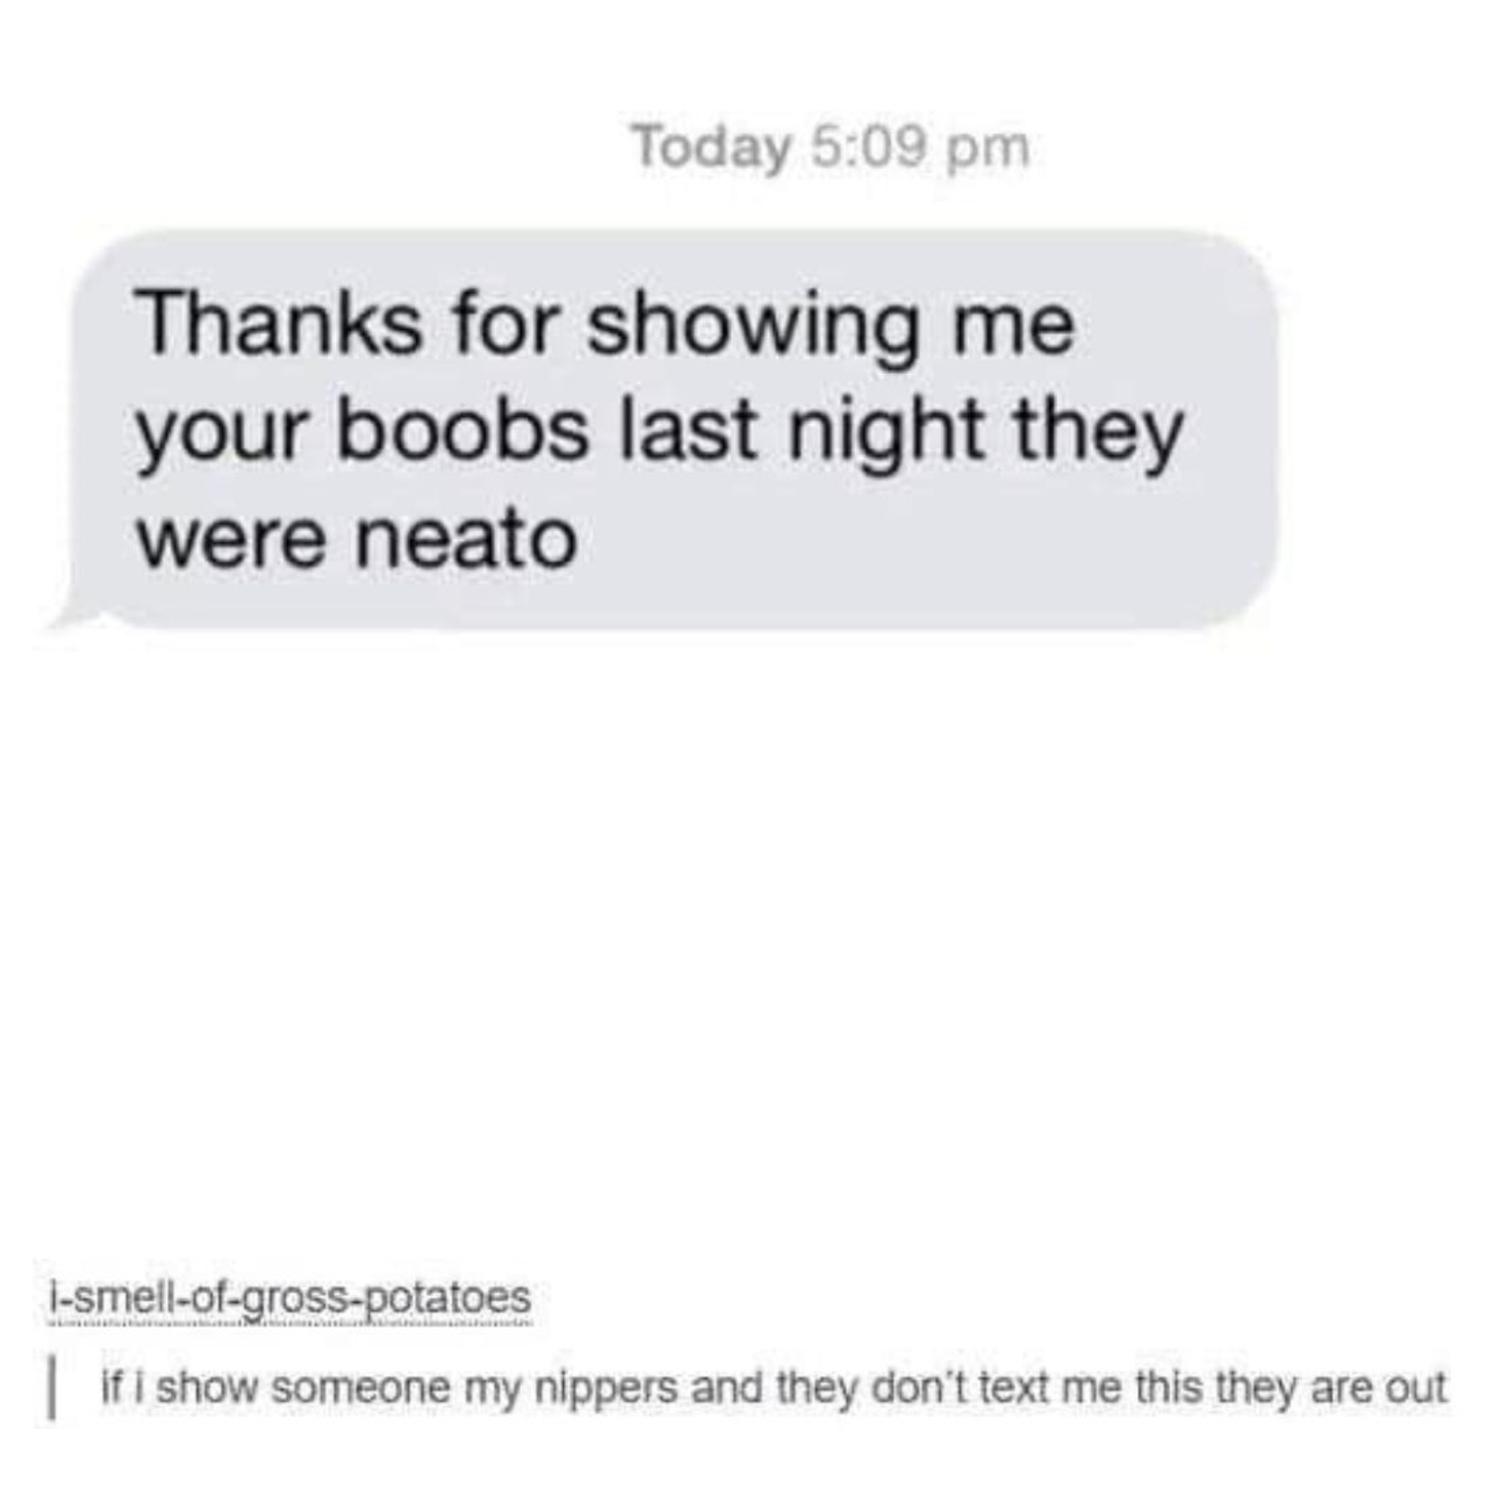 Today 5:09 pm
Thanks for showing me
your boobs last night they
were neato
i-smell-of-gross-potatoes
if i show someone my nippers and they don't text me this they are out